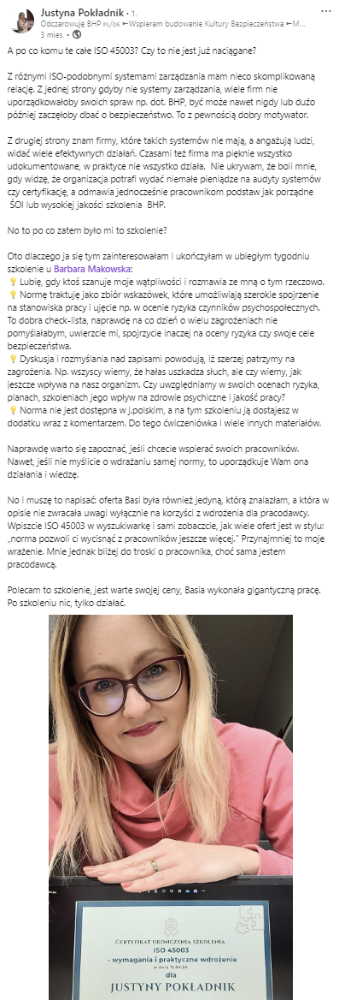 Justyna Pokładnik • 1.
Odczarowuję BHP PL/DE ➸Wspieram budowanie Kultury Bezpieczeństwa ➸M...
3 mies. •
A po co komu te całe ISO 45003? Czy to nie jest już naciągane?
Z różnymi ISO-podobnymi systemami zarządzania mam nieco skomplikowaną
relację. Z jednej strony gdyby nie systemy zarządzania, wiele firm nie
uporządkowałoby swoich spraw np. dot. BHP, być może nawet nigdy lub dużo
później zaczęłoby dbać o bezpieczeństwo. To z pewnością dobry motywator.
Z drugiej strony znam firmy, które takich systemów nie mają, a angażują ludzi,
widać wiele efektywnych działań. Czasami też firma ma pięknie wszystko
udokumentowane, w praktyce nie wszystko działa. Nie ukrywam, że boli mnie,
gdy widzę, że organizacja potrafi wydać niemałe pieniądze na audyty systemów
czy certyfikację, a odmawia jednocześnie pracownikom podstaw jak porządne
ŚOI lub wysokiej jakości szkolenia BHP.
No to po co zatem było mi to szkolenie?
Oto dlaczego ja się tym zainteresowałam i ukończyłam w ubiegłym tygodniu
szkolenie u Barbara Makowska:
💡 Lubię, gdy ktoś szanuje moje wątpliwości i rozmawia ze mną o tym rzeczowo.
💡 Normę traktuję jako zbiór wskazówek, które umożliwiają szerokie spojrzenie
na stanowiska pracy i ujęcie np. w ocenie ryzyka czynników psychospołecznych.
To dobra check-lista, naprawdę na co dzień o wielu zagrożeniach nie
pomyślałabym, uwierzcie mi, spojrzycie inaczej na oceny ryzyka czy swoje cele
bezpieczeństwa.
💡 Dyskusja i rozmyślania nad zapisami powodują, iż szerzej patrzymy na
zagrożenia. Np. wszyscy wiemy, że hałas uszkadza słuch, ale czy wiemy, jak
jeszcze wpływa na nasz organizm. Czy uwzględniamy w swoich ocenach ryzyka,
planach, szkoleniach jego wpływ na zdrowie psychiczne i jakość pracy?
💡 Norma nie jest dostępna w j.polskim, a na tym szkoleniu ją dostajesz w
dodatku wraz z komentarzem. Do tego ćwiczeniówka i wiele innych materiałów.
Naprawdę warto się zapoznać, jeśli chcecie wspierać swoich pracowników.
Nawet, jeśli nie myślicie o wdrażaniu samej normy, to uporządkuje Wam ona
działania i wiedzę.
No i muszę to napisać: oferta Basi była również jedyną, którą znalazłam, a która w
opisie nie zwracała uwagi wyłącznie na korzyści z wdrożenia dla pracodawcy.
Wpiszcie ISO 45003 w wyszukiwarkę i sami zobaczcie, jak wiele ofert jest w stylu:
„norma pozwoli ci wycisnąć z pracowników jeszcze więcej.” Przynajmniej to moje
wrażenie. Mnie jednak bliżej do troski o pracownika, choć sama jestem
pracodawcą.
Polecam to szkolenie, jest warte swojej ceny, Basia wykonała gigantyczną pracę.
Po szkoleniu nic, tylko działać.
CERTYFIKAT UKOŃCZENIA SZKOLENIA
ISO 45003
- wymagania i praktyczne wdrożenie
w dniu 11.04.24
dla
JUSTYNY POKŁADNIK